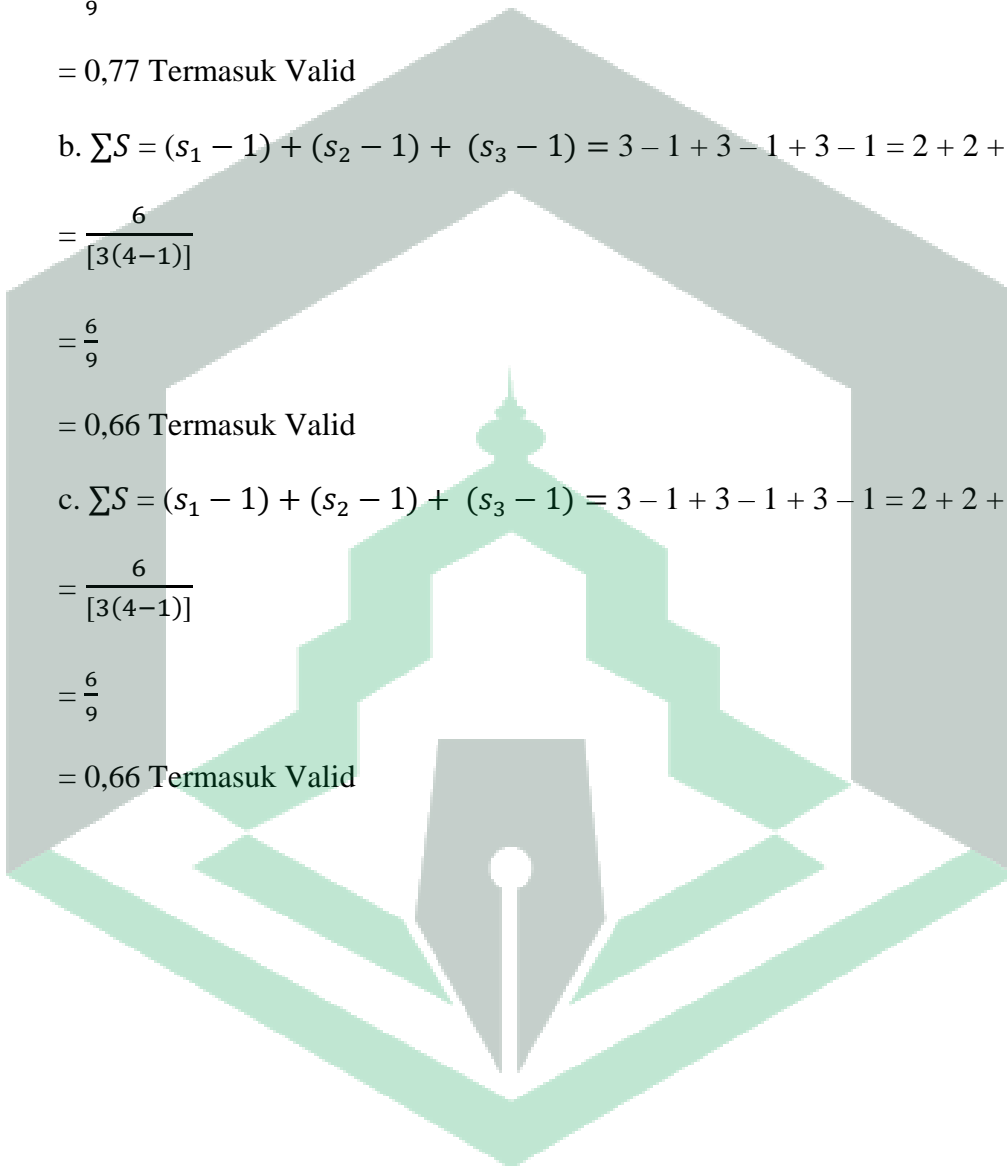 9
= 0,77 Termasuk Valid
b. ∑S = (s₁ − 1) + (s₂ − 1) + (s₃ − 1) = 3 – 1 + 3 – 1 + 3 – 1 = 2 + 2 +
= 6/[3(4−1)]
= 6/9
= 0,66 Termasuk Valid
c. ∑S = (s₁ − 1) + (s₂ − 1) + (s₃ − 1) = 3 – 1 + 3 – 1 + 3 – 1 = 2 + 2 +
= 6/[3(4−1)]
= 6/9
= 0,66 Termasuk Valid